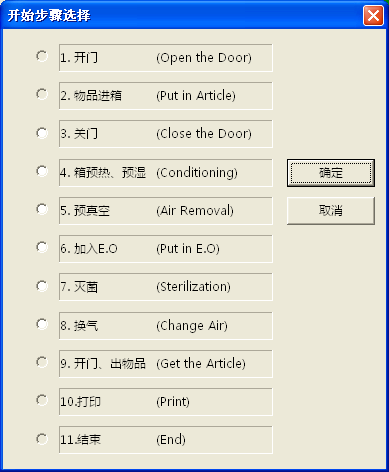 开始步骤选择
1. 开门 (Open the Door)
2. 物品进箱 (Put in Article)
3. 关门 (Close the Door)
4. 箱预热、预湿 (Conditioning)
确定
5. 预真空 (Air Removal)
取消
6. 加入E.O (Put in E.O)
7. 灭菌 (Sterilization)
8. 换气 (Change Air)
9. 开门、出物品 (Get the Article)
10.打印 (Print)
11.结束 (End)